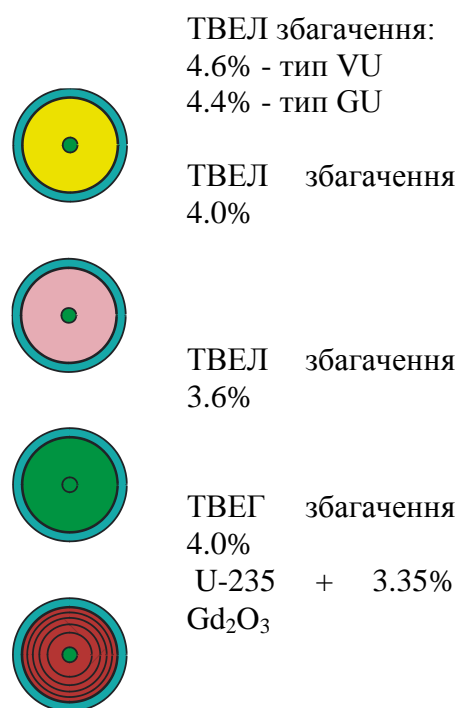 ТВЕЛ збагачення:
4.6% - тип VU
4.4% - тип GU
ТВЕЛ збагачення
4.0%
ТВЕЛ збагачення
3.6%
ТВЕГ збагачення
4.0%
U-235 + 3.35%
Gd₂O₃